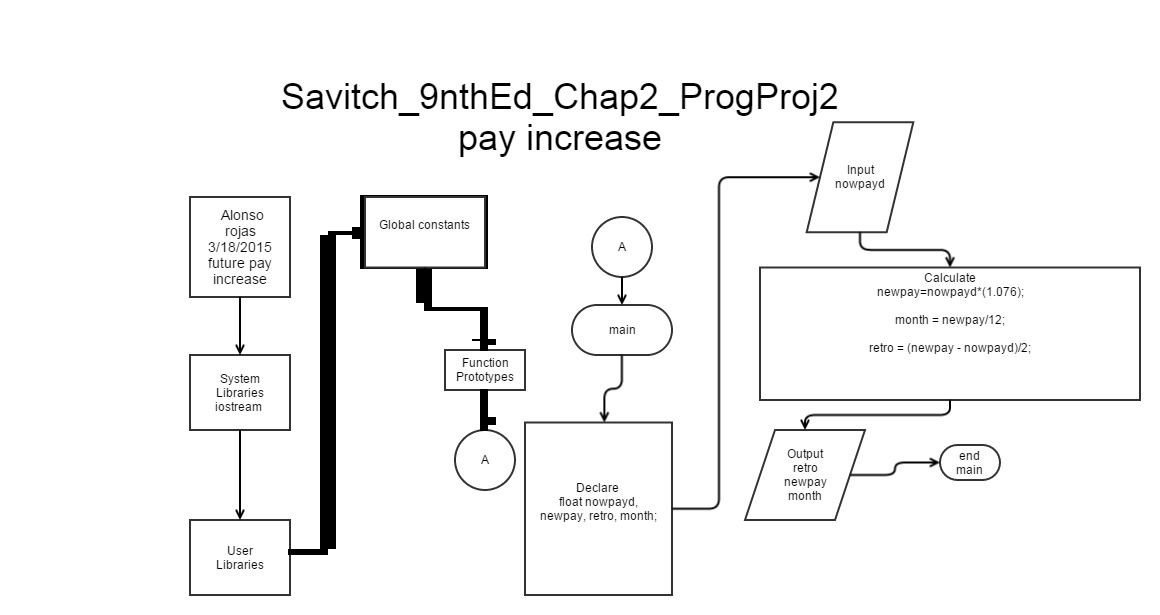 Savitch_9nthEd_Chap2_ProgProj2
pay increase
Alonso
rojas
3/18/2015
future pay
increase
System
Libraries
iostream
User
Libraries
Global constants
Function
Prototypes
A
A
main
Declare
float nowpayd,
newpay, retro, month;
Input
nowpayd
Calculate
newpay=nowpayd*(1.076);
month = newpay/12;
retro = (newpay - nowpayd)/2;
Output
retro
newpay
month
end
main